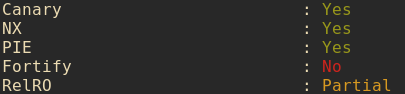 Canary : Yes
NX : Yes
PIE : Yes
Fortify : No
RelRO : Partial